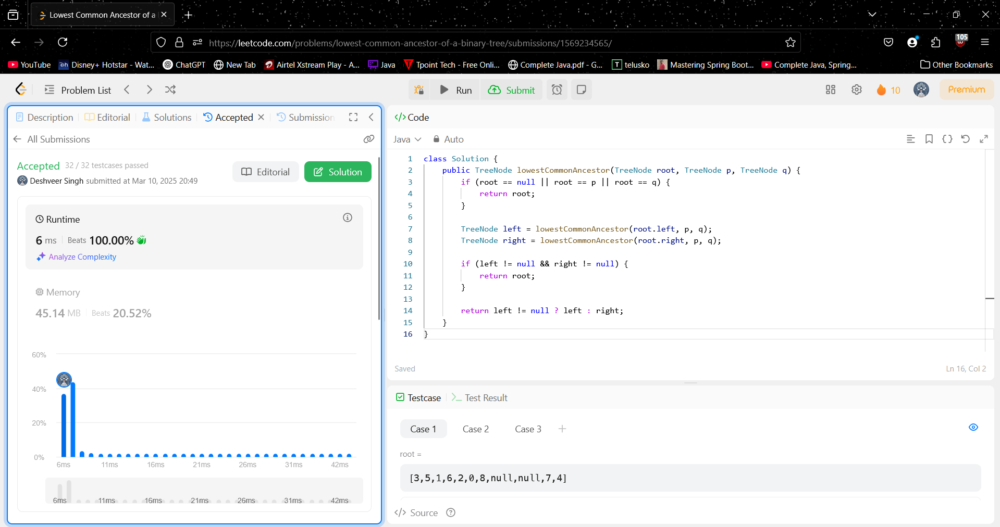 Lowest Common Ancestor of a
https://leetcode.com/problems/lowest-common-ancestor-of-a-binary-tree/submissions/1569234565/
105
YouTube Disney+ Hotstar - Wat... ChatGPT New Tab Airtel Xstream Play - A... Java Tpoint Tech - Free Onli... Complete Java.pdf - G... telusko Mastering Spring Boot... Complete Java, Spring... Other Bookmarks
Problem List Run Submit 10 Premium
Description Editorial Solutions Accepted Submission
All Submissions
Accepted 32 / 32 testcases passed
Deshveer Singh submitted at Mar 10, 2025 20:49
Editorial Solution
Runtime
6 ms Beats 100.00%
Analyze Complexity
Memory
45.14 MB Beats 20.52%
60%
40%
20%
0%
6ms 11ms 16ms 21ms 26ms 31ms 42ms
6ms 11ms 16ms 21ms 26ms 31ms 42ms
</> Code
Java Auto
1 class Solution {
2 public TreeNode lowestCommonAncestor(TreeNode root, TreeNode p, TreeNode q) {
3 if (root == null || root == p || root == q) {
4 return root;
5 }
6
7 TreeNode left = lowestCommonAncestor(root.left, p, q);
8 TreeNode right = lowestCommonAncestor(root.right, p, q);
9
10 if (left != null && right != null) {
11 return root;
12 }
13
14 return left != null ? left : right;
15 }
16 }
Saved Ln 16, Col 2
Testcase Test Result
Case 1 Case 2 Case 3
root =
[3,5,1,6,2,0,8,null,null,7,4]
</> Source